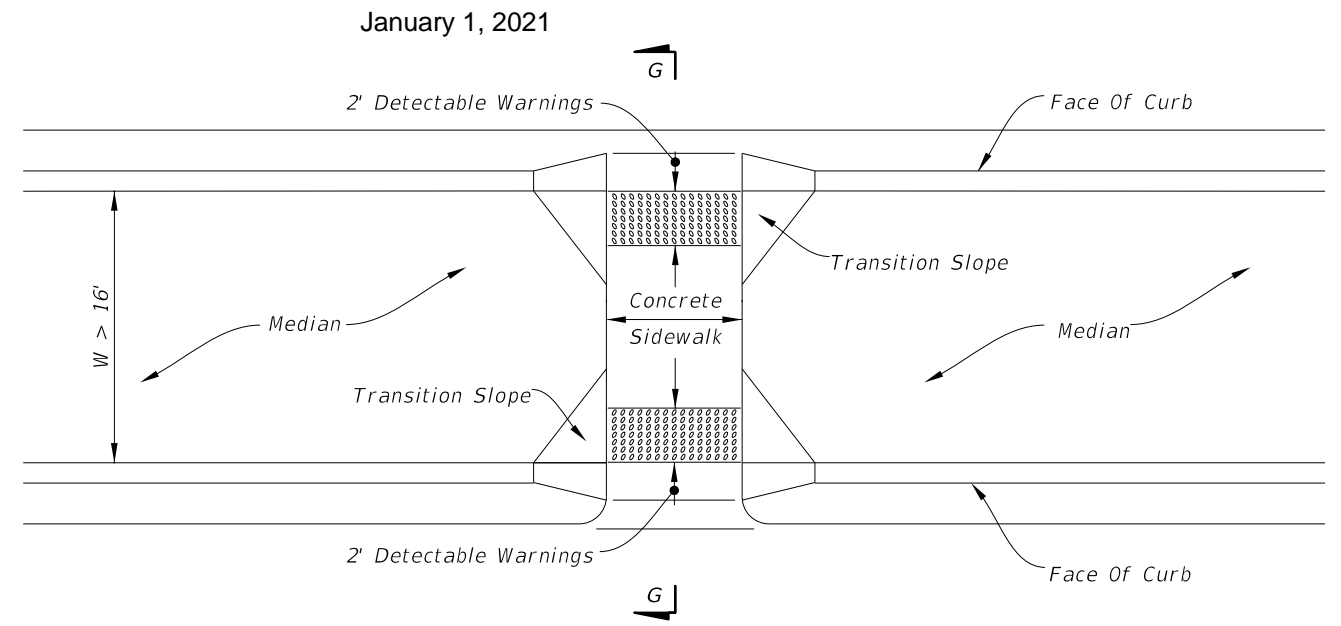 January 1, 2021
G
2' Detectable Warnings
Face Of Curb
Transition Slope
W > 16'
Concrete
Sidewalk
Median
Median
Transition Slope
2' Detectable Warnings
Face Of Curb
G